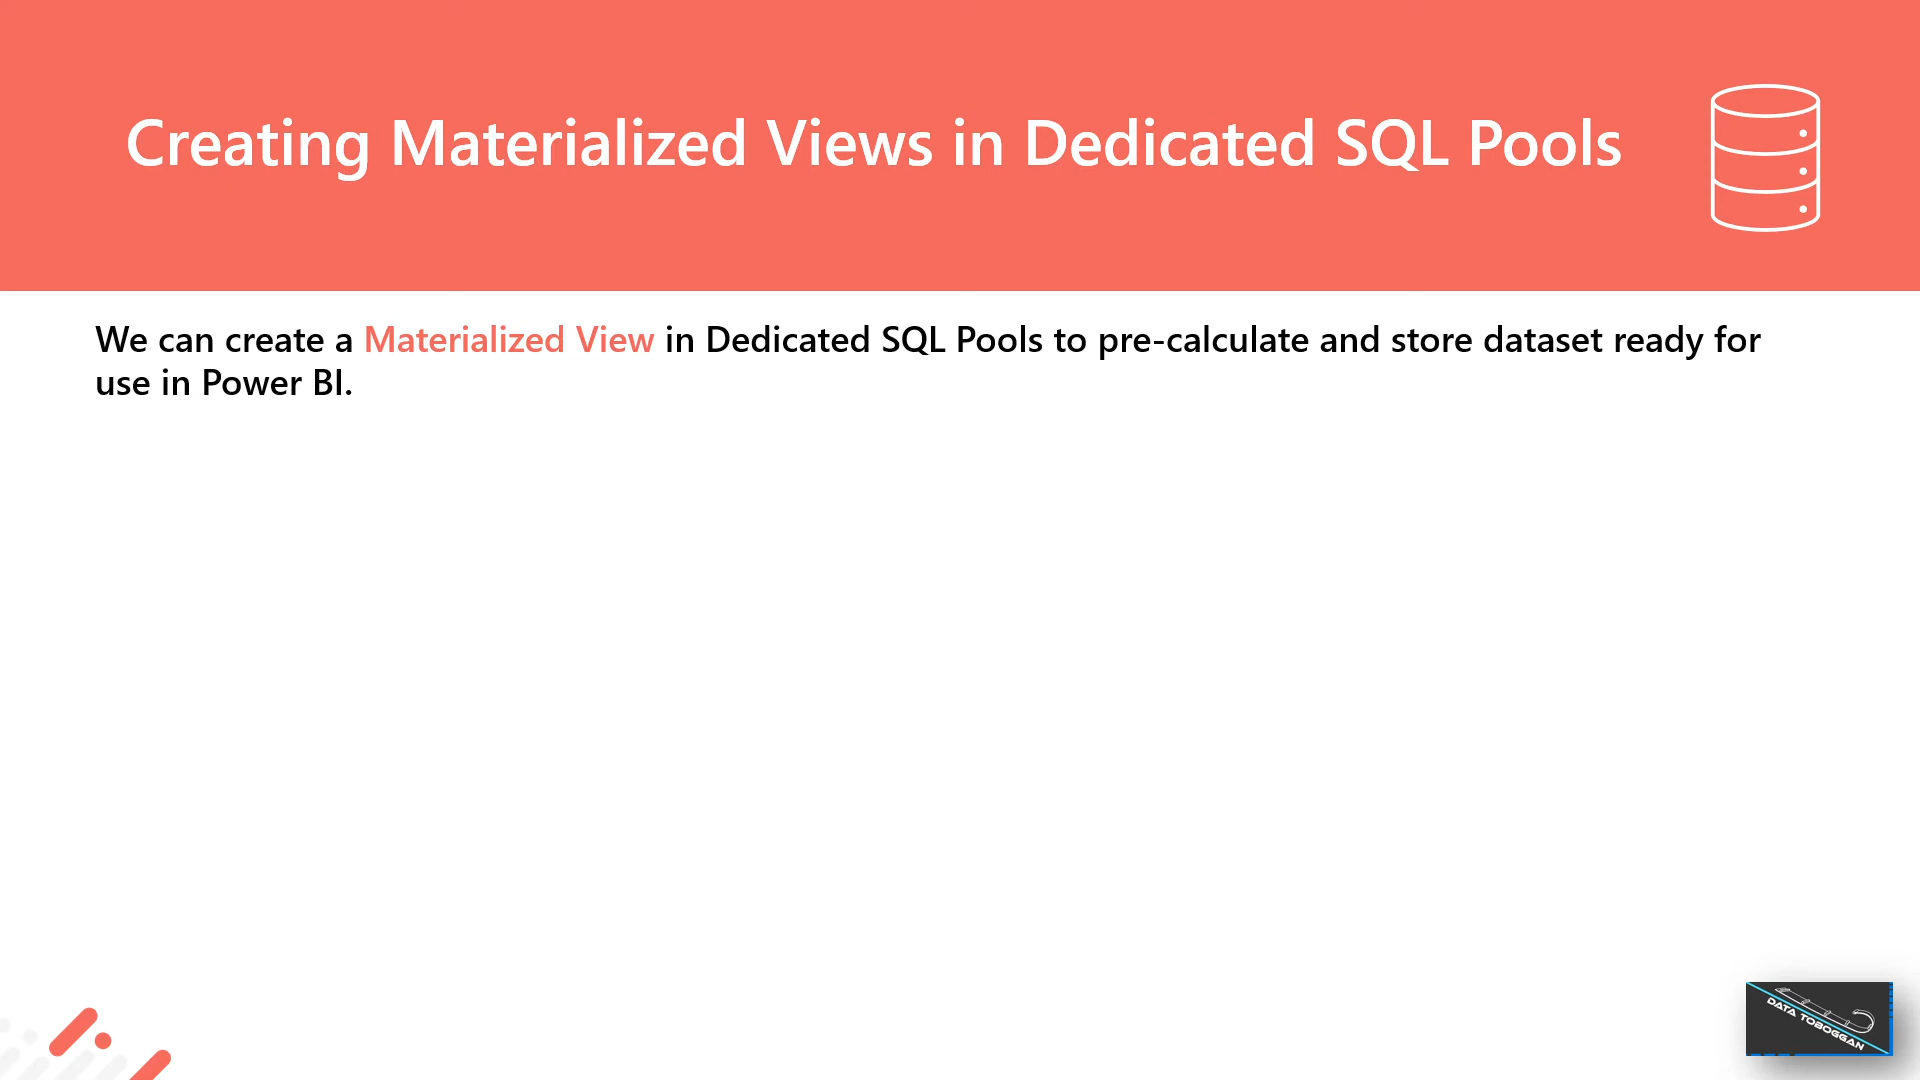 Creating Materialized Views in Dedicated SQL Pools
We can create a Materialized View in Dedicated SQL Pools to pre-calculate and store dataset ready for
use in Power BI.
DATA TOBOGGAN